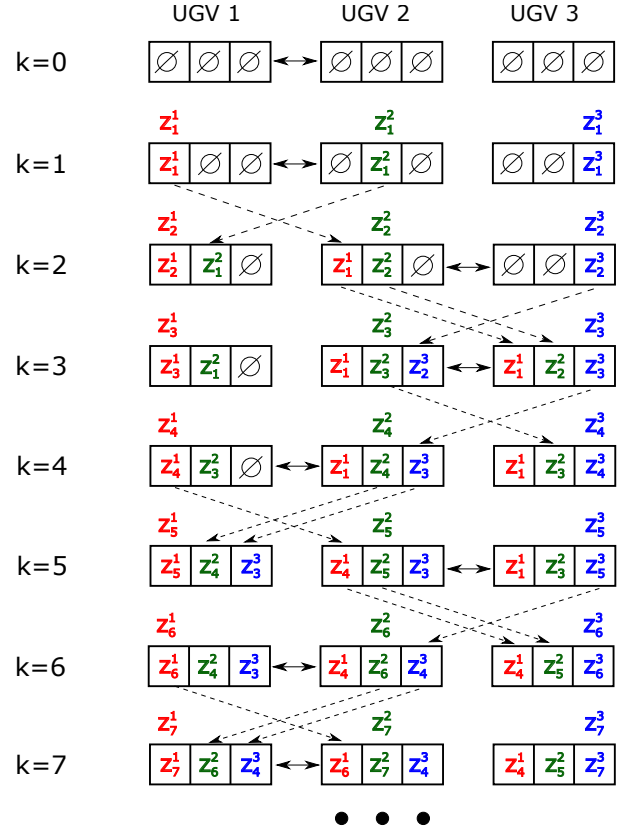 UGV 1 UGV 2 UGV 3
k=0 ∅ ∅ ∅ ∅ ∅ ∅ ∅ ∅ ∅
z₁¹ z₁² z₁³
k=1 z₁¹ ∅ ∅ ∅ z₁² ∅ ∅ ∅ z₁³
z₂¹ z₂² z₂³
k=2 z₂¹ z₁² ∅ z₁¹ z₂² ∅ ∅ ∅ z₂³
z₃¹ z₃² z₃³
k=3 z₃¹ z₁² ∅ z₁¹ z₃² z₂³ z₁¹ z₂² z₃³
z₄¹ z₄² z₄³
k=4 z₄¹ z₃² ∅ z₁¹ z₄² z₃³ z₁¹ z₃² z₄³
z₅¹ z₅² z₅³
k=5 z₅¹ z₄² z₃³ z₄¹ z₅² z₃³ z₁¹ z₃² z₅³
z₆¹ z₆² z₆³
k=6 z₆¹ z₄² z₃³ z₄¹ z₆² z₄³ z₄¹ z₅² z₆³
z₇¹ z₇² z₇³
k=7 z₇¹ z₆² z₄³ z₆¹ z₇² z₄³ z₄¹ z₅² z₇³